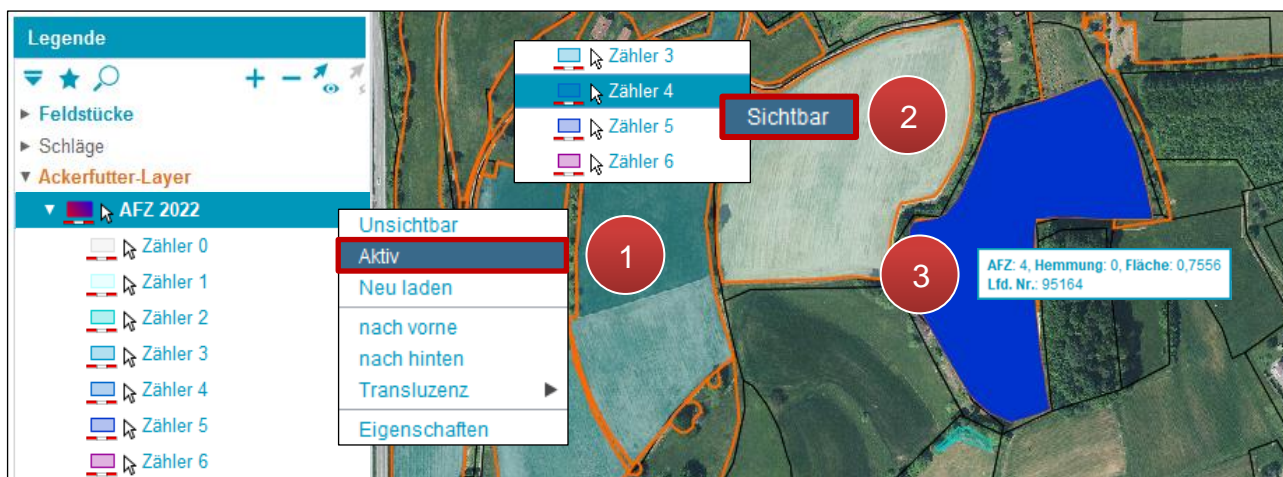 Legende
Feldstücke
Schläge
Ackerfutter-Layer
AFZ 2022
Zähler 0
Zähler 1
Zähler 2
Zähler 3
Zähler 4
Zähler 5
Zähler 6
Unsichtbar
Aktiv
Neu laden
nach vorne
nach hinten
Transluzenz
Eigenschaften
1
Zähler 3
Zähler 4
Zähler 5
Zähler 6
Sichtbar
2
3
AFZ: 4, Hemmung: 0, Fläche: 0,7556
Lfd. Nr.: 95164